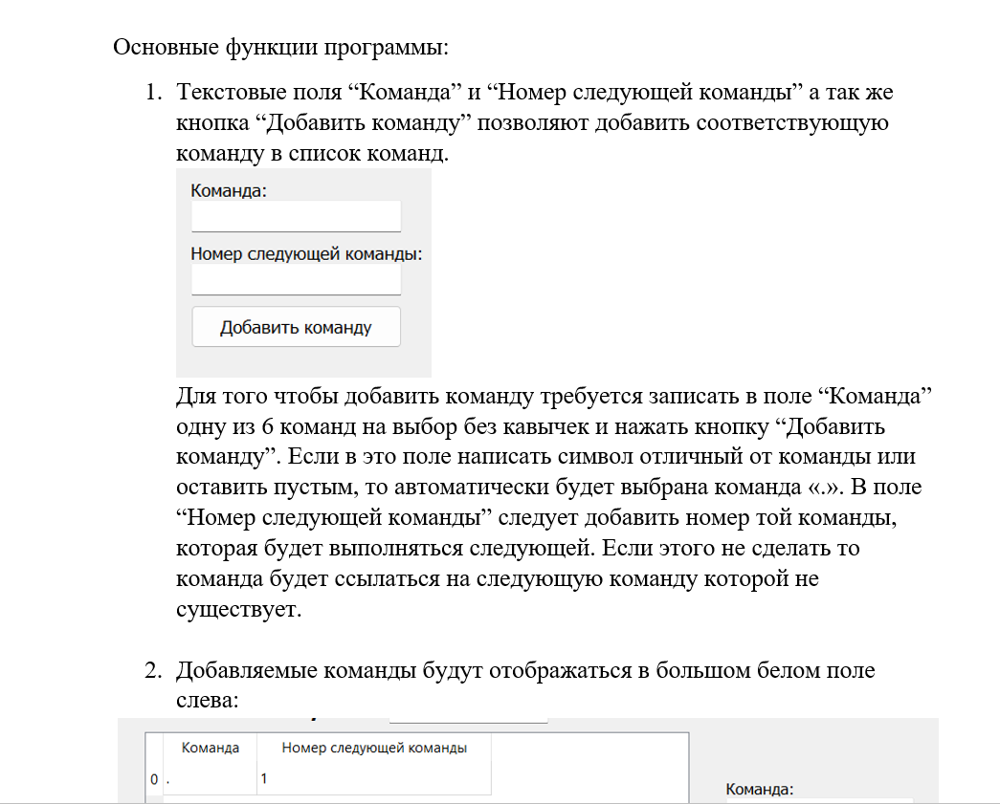 Основные функции программы:
1. Текстовые поля “Команда” и “Номер следующей команды” а так же
кнопка “Добавить команду” позволяют добавить соответствующую
команду в список команд.
Команда:
Номер следующей команды:
Добавить команду
Для того чтобы добавить команду требуется записать в поле “Команда”
одну из 6 команд на выбор без кавычек и нажать кнопку “Добавить
команду”. Если в это поле написать символ отличный от команды или
оставить пустым, то автоматически будет выбрана команда «.». В поле
“Номер следующей команды” следует добавить номер той команды,
которая будет выполняться следующей. Если этого не сделать то
команда будет ссылаться на следующую команду которой не
существует.
2. Добавляемые команды будут отображаться в большом белом поле
слева:
Команда Номер следующей команды
0 . 1
Команда: